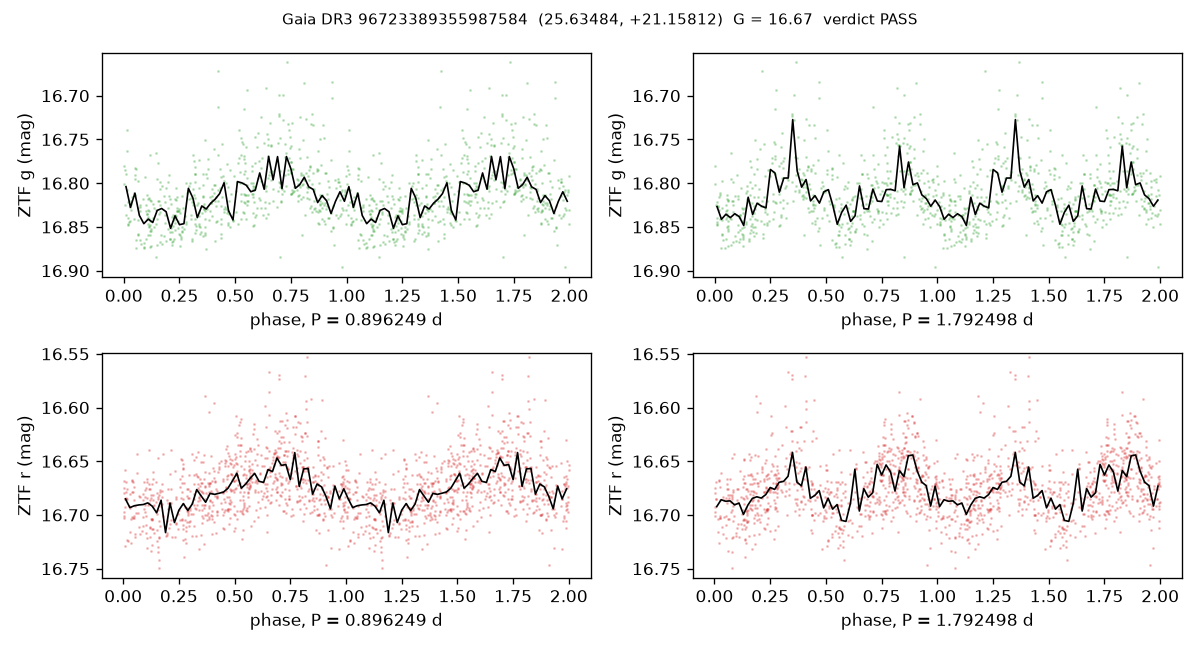 Gaia DR3 96723389355987584 (25.63484, +21.15812) G = 16.67 verdict PASS
ZTF g (mag)
16.70
16.75
16.80
16.85
16.90
0.00 0.25 0.50 0.75 1.00 1.25 1.50 1.75 2.00
phase, P = 0.896249 d
ZTF g (mag)
16.70
16.75
16.80
16.85
16.90
0.00 0.25 0.50 0.75 1.00 1.25 1.50 1.75 2.00
phase, P = 1.792498 d
ZTF r (mag)
16.55
16.60
16.65
16.70
16.75
0.00 0.25 0.50 0.75 1.00 1.25 1.50 1.75 2.00
phase, P = 0.896249 d
ZTF r (mag)
16.55
16.60
16.65
16.70
16.75
0.00 0.25 0.50 0.75 1.00 1.25 1.50 1.75 2.00
phase, P = 1.792498 d